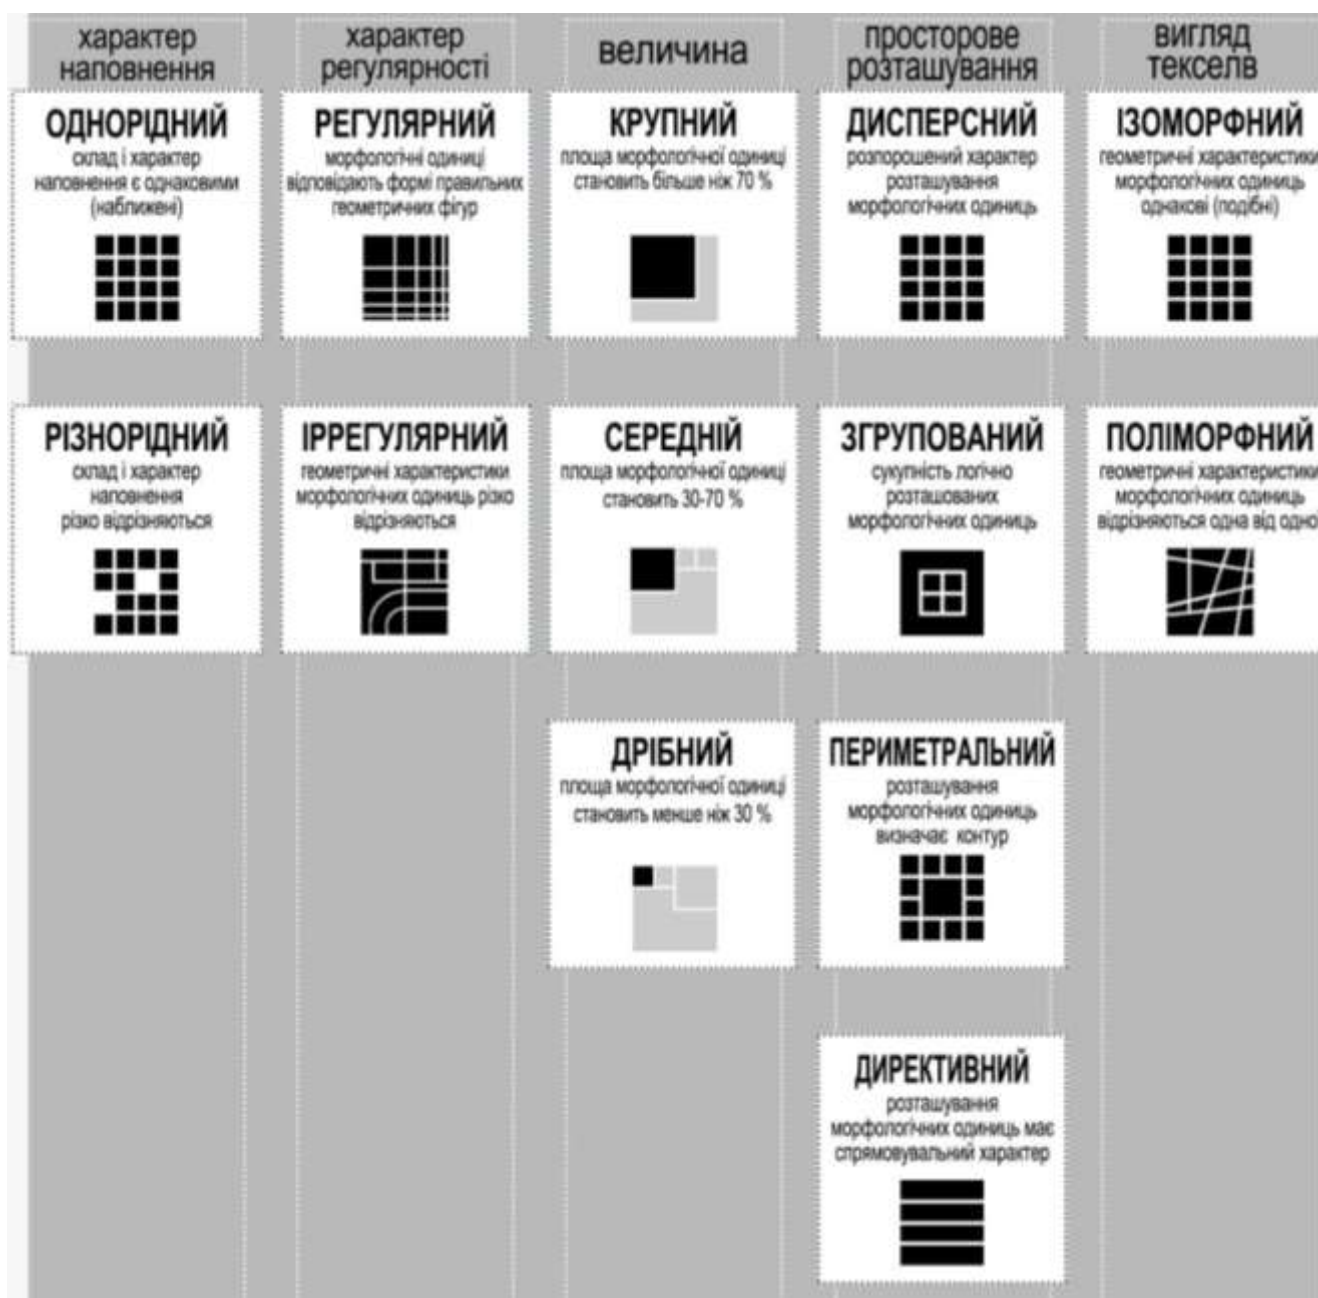 характер
наповнення
характер
регулярності
величина
просторове
розташування
вигляд
текселв
ОДНОРІДНИЙ
склад і характер
наповнення є однаковими
(наближені)
РЕГУЛЯРНИЙ
морфологічні одиниці
відповідають формі правильних
геометричних фігур
КРУПНИЙ
площа морфологічної одиниці
становить більше ніж 70 %
ДИСПЕРСНИЙ
розпорошений характер
розташування
морфологічних одиниць
ІЗОМОРФНИЙ
геометричні характеристики
морфологічних одиниць
однакові (подібні)
РІЗНОРІДНИЙ
склад і характер
наповнення
різко відрізняються
ІРРЕГУЛЯРНИЙ
геометричні характеристики
морфологічних одиниць різко
відрізняються
СЕРЕДНІЙ
площа морфологічної одиниці
становить 30-70 %
ЗГРУПОВАНИЙ
сукупність логічно
розташованих
морфологічних одиниць
ПОЛІМОРФНИЙ
геометричні характеристики
морфологічних одиниць
відрізняються одна від одної
ДРІБНИЙ
площа морфологічної одиниці
становить менше ніж 30 %
ПЕРИМЕТРАЛЬНИЙ
розташування
морфологічних одиниць
визначає контур
ДИРЕКТИВНИЙ
розташування
морфологічних одиниць має
спрямовувальний характер